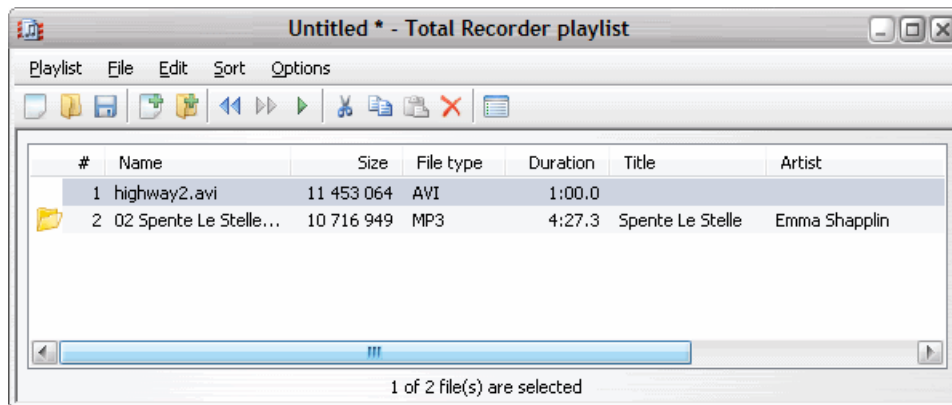 Untitled * - Total Recorder playlist
Playlist File Edit Sort Options
# Name Size File type Duration Title Artist
1 highway2.avi 11 453 064 AVI 1:00.0
2 02 Spente Le Stelle... 10 716 949 MP3 4:27.3 Spente Le Stelle Emma Shapplin
1 of 2 file(s) are selected